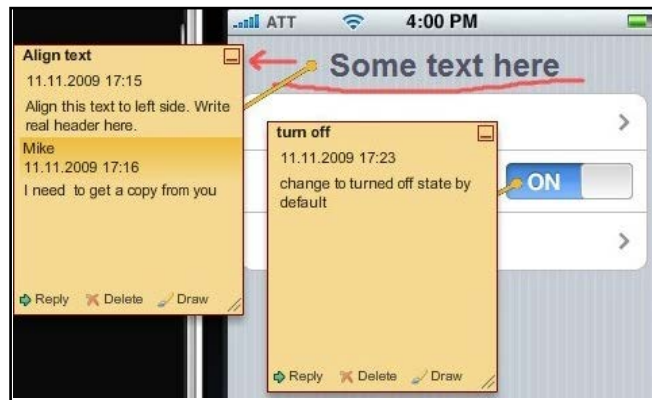 ATT 4:00 PM
Some text here
Align text
11.11.2009 17:15
Align this text to left side. Write
real header here.
Mike
11.11.2009 17:16
I need to get a copy from you
Reply Delete Draw
turn off
11.11.2009 17:23
change to turned off state by
default
ON
Reply Delete Draw